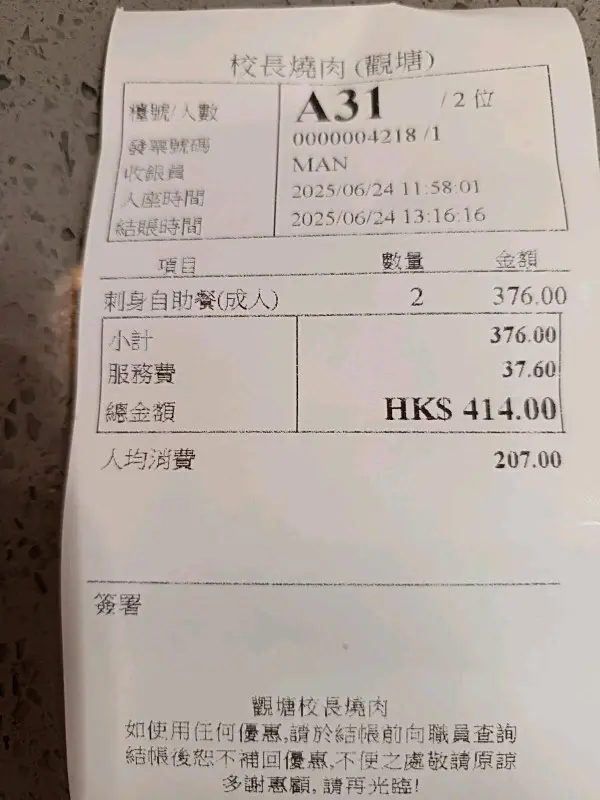 校長燒肉 (觀塘)
檯號/人數 A31 / 2 位
發票號碼 0000004218 /1
收銀員 MAN
入座時間 2025/06/24 11:58:01
結賬時間 2025/06/24 13:16:16
項目 數量 金額
刺身自助餐(成人) 2 376.00
小計 376.00
服務費 37.60
總金額 HK$ 414.00
人均消費 207.00
簽署
觀塘校長燒肉
如使用任何優惠,請於結帳前向職員查詢
結帳後恕不補回優惠,不便之處敬請原諒
多謝惠顧, 請再光臨!